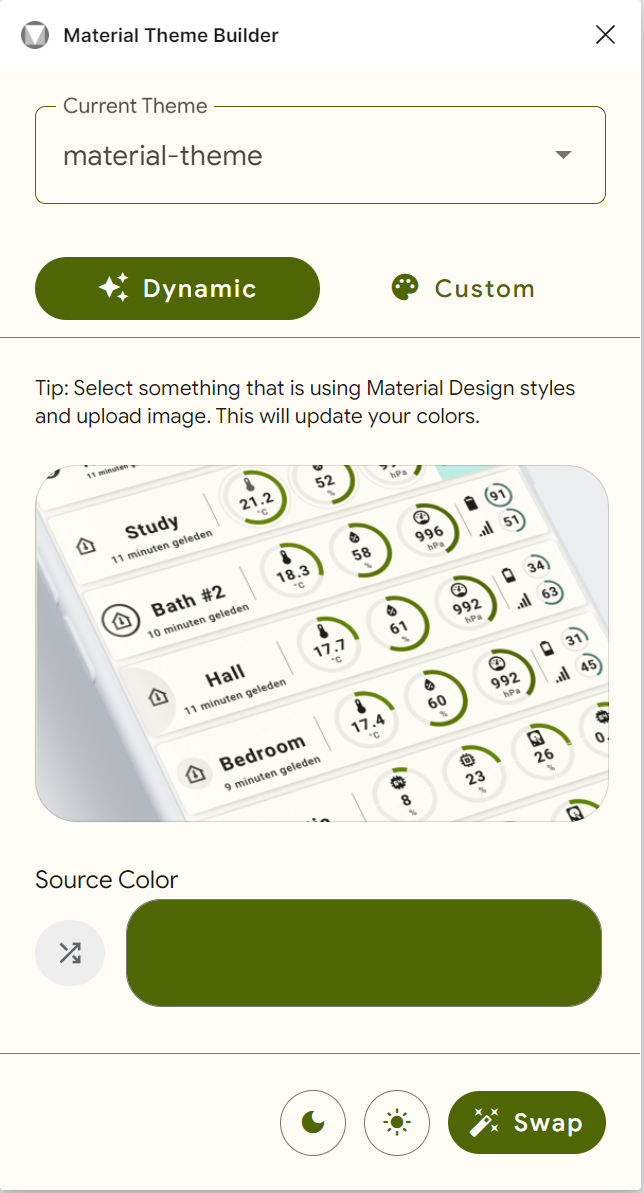 Material Theme Builder
Current Theme
material-theme
Dynamic
Custom
Tip: Select something that is using Material Design styles
and upload image. This will update your colors.
11 minuten
Study
11 minuten geleden
21.2
°C
52
%
hPa
91
51
Bath #2
10 minuten geleden
18.3
°C
58
%
996
hPa
34
63
Hall
11 minuten geleden
17.7
°C
61
%
992
hPa
31
45
Bedroom
9 minuten geleden
17.4
°C
60
%
992
hPa
8
%
23
%
26
%
0.
Source Color
Swap